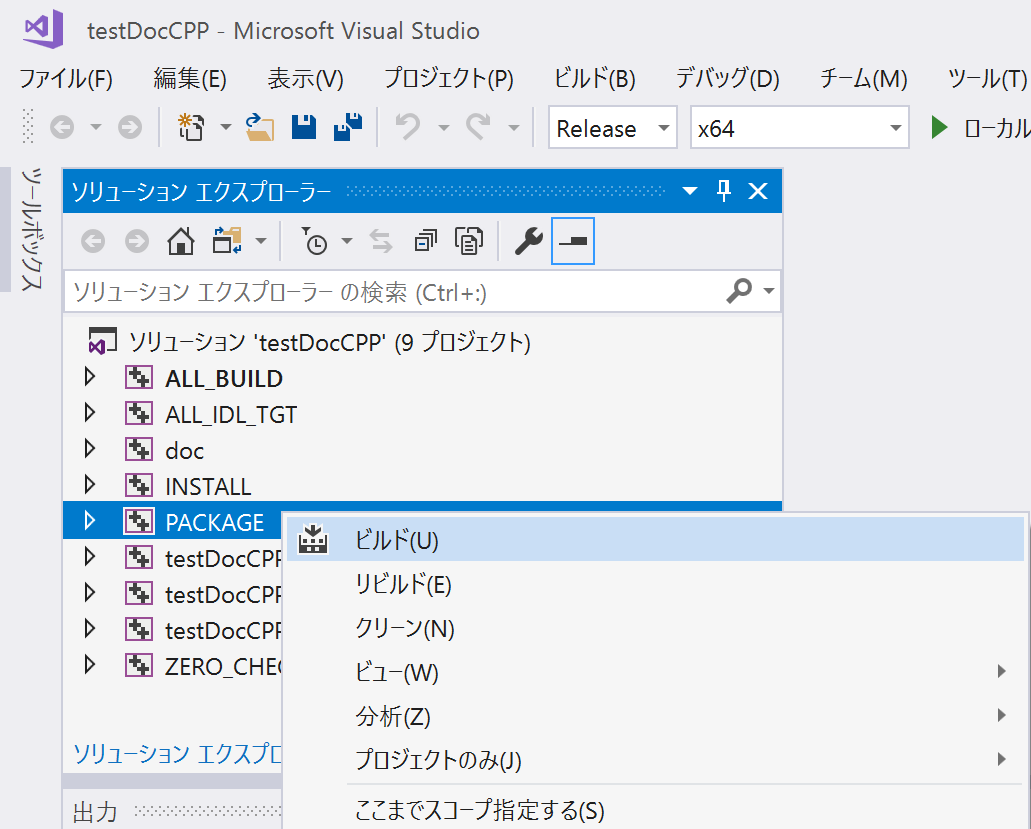 testDocCPP - Microsoft Visual Studio
ファイル(F) 編集(E) 表示(V) プロジェクト(P) ビルド(B) デバッグ(D) チーム(M) ツール(T)
Release x64 ローカル
ツールボックス
ソリューション エクスプローラー
ソリューション エクスプローラー の検索 (Ctrl+:)
ソリューション 'testDocCPP' (9 プロジェクト)
ALL_BUILD
ALL_IDL_TGT
doc
INSTALL
PACKAGE
testDocCPP
testDocCPP
testDocCPP
ZERO_CHEC
ソリューション エクスプロ
出力
ビルド(U)
リビルド(E)
クリーン(N)
ビュー(W)
分析(Z)
プロジェクトのみ(J)
ここまでスコープ指定する(S)